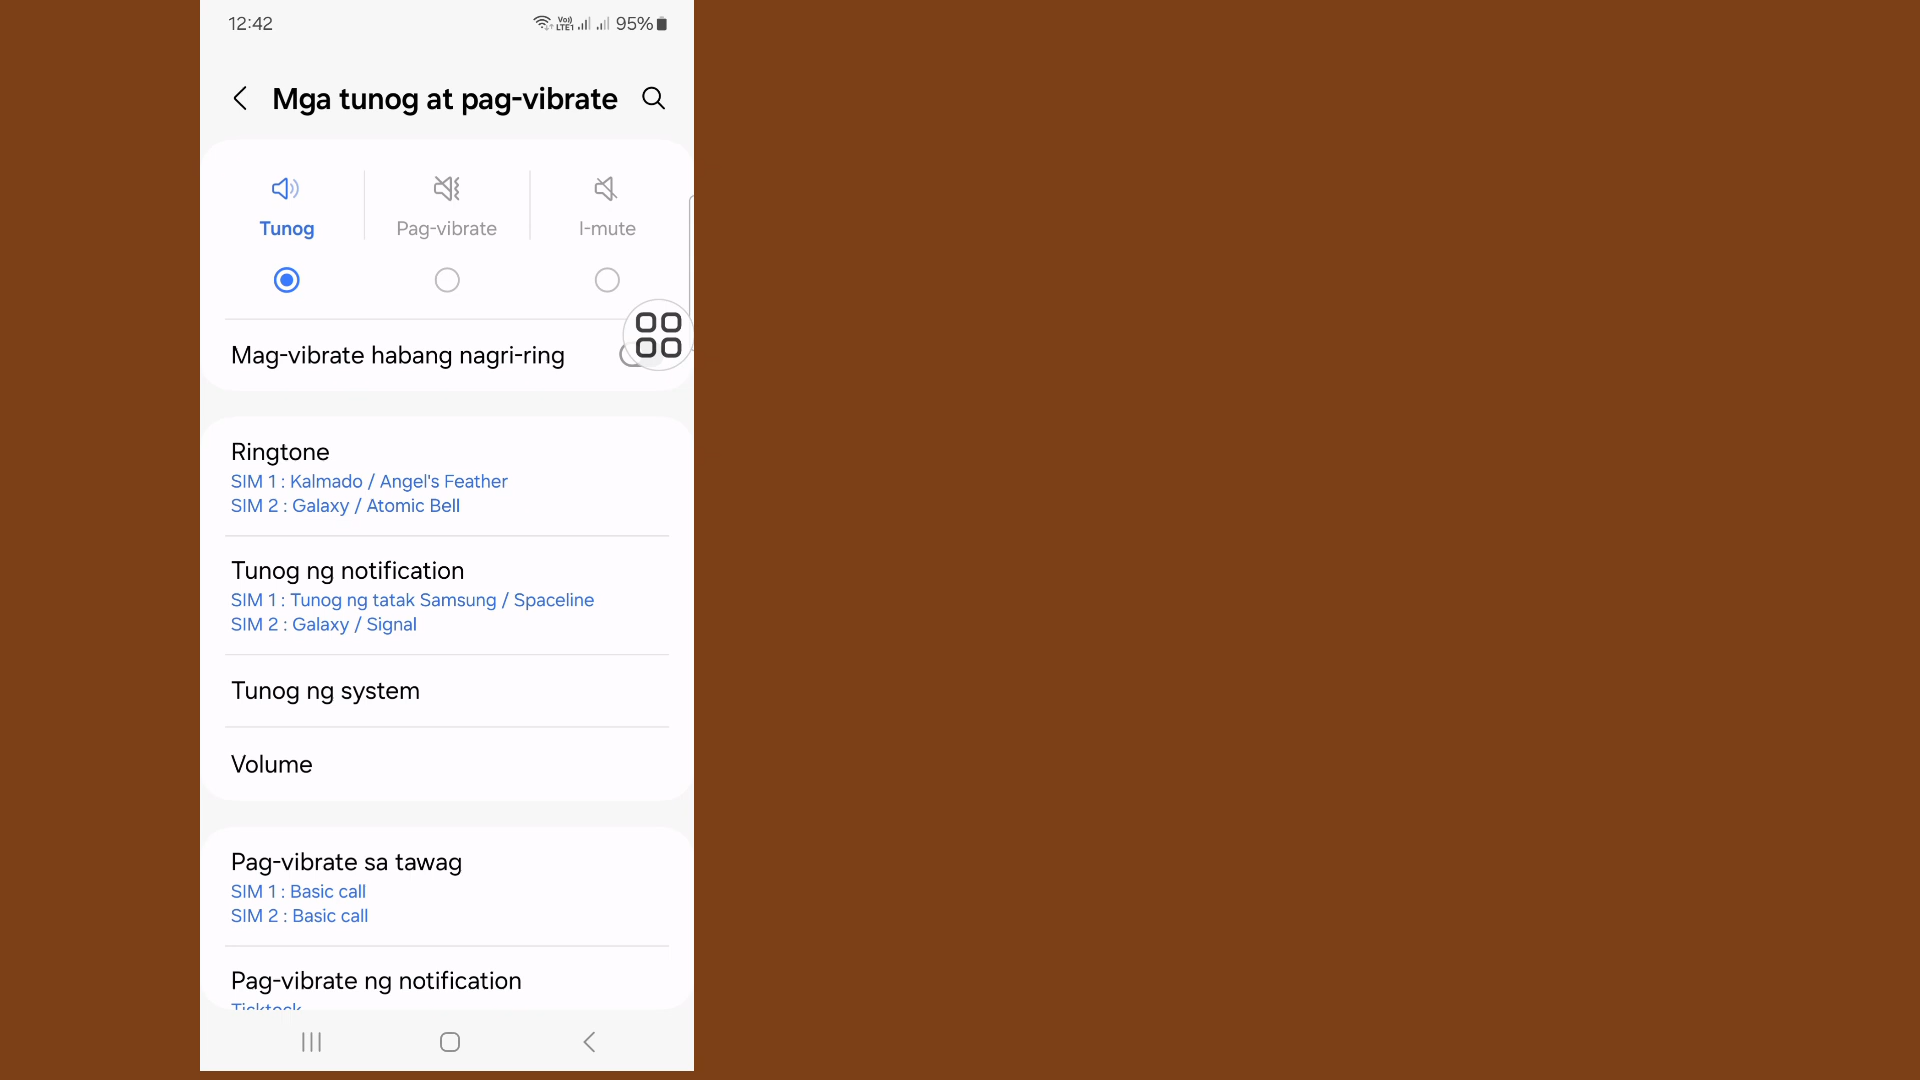 12:42
Vo)) LTE1 95%
Mga tunog at pag-vibrate
Tunog
Pag-vibrate
I-mute
Mag-vibrate habang nagri-ring
Ringtone
SIM 1 : Kalmado / Angel's Feather
SIM 2 : Galaxy / Atomic Bell
Tunog ng notification
SIM 1 : Tunog ng tatak Samsung / Spaceline
SIM 2 : Galaxy / Signal
Tunog ng system
Volume
Pag-vibrate sa tawag
SIM 1 : Basic call
SIM 2 : Basic call
Pag-vibrate ng notification
Ticktock